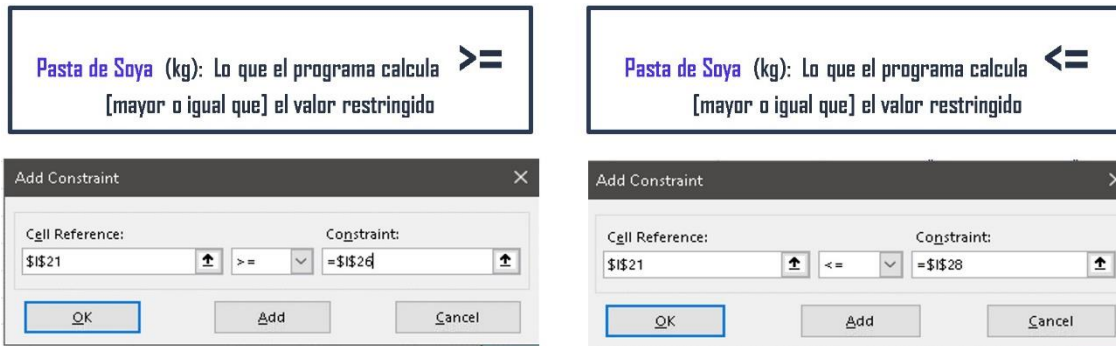 Pasta de Soya (kg): Lo que el programa calcula >=
[mayor o igual que] el valor restringido
Pasta de Soya (kg): Lo que el programa calcula <=
[mayor o igual que] el valor restringido
Add Constraint ×
Cell Reference: Constraint:
$I$21 >= =$I$26
OK Add Cancel
Add Constraint ×
Cell Reference: Constraint:
$I$21 <= =$I$28
OK Add Cancel